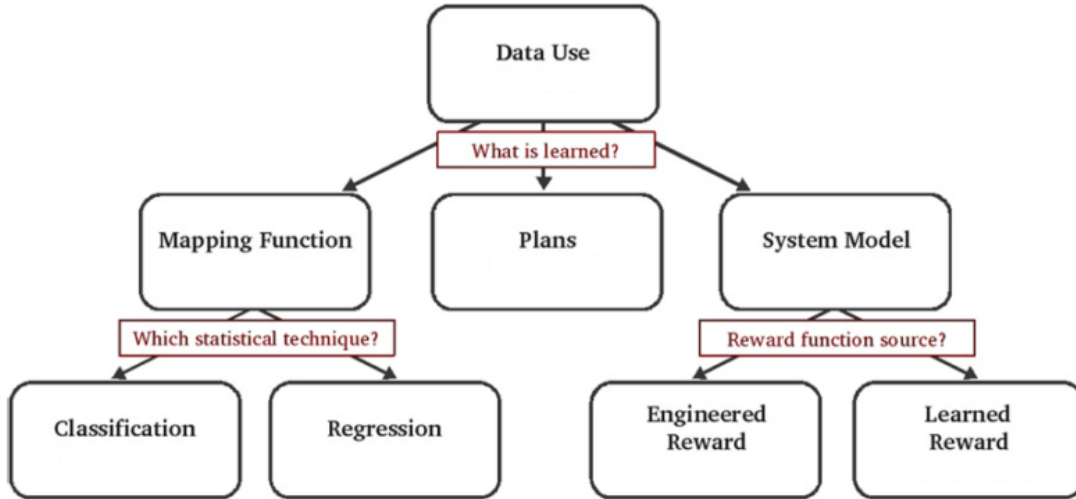 Data Use
What is learned?
Mapping Function
Plans
System Model
Which statistical technique?
Reward function source?
Classification
Regression
Engineered
Reward
Learned
Reward